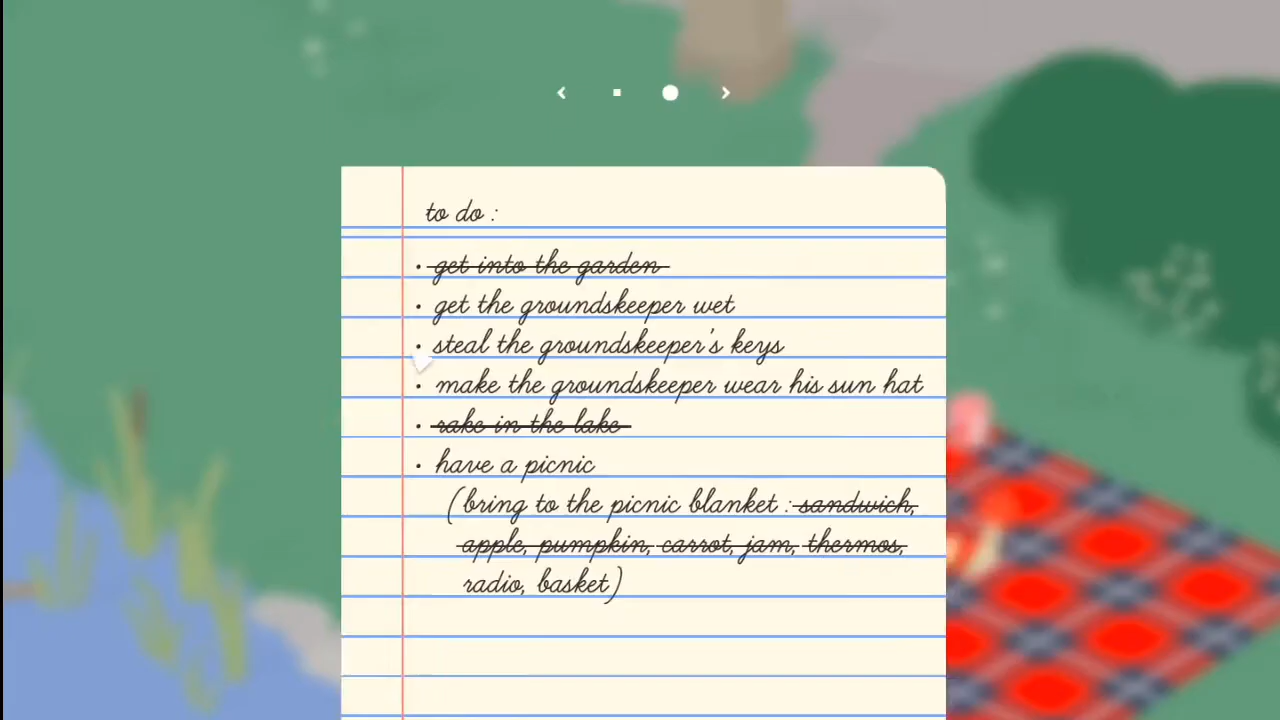 to do :
• get into the garden
• get the groundskeeper wet
• steal the groundskeeper's keys
• make the groundskeeper wear his sun hat
• rake in the lake
• have a picnic
(bring to the picnic blanket : sandwich,
apple, pumpkin, carrot, jam, thermos,
radio, basket)